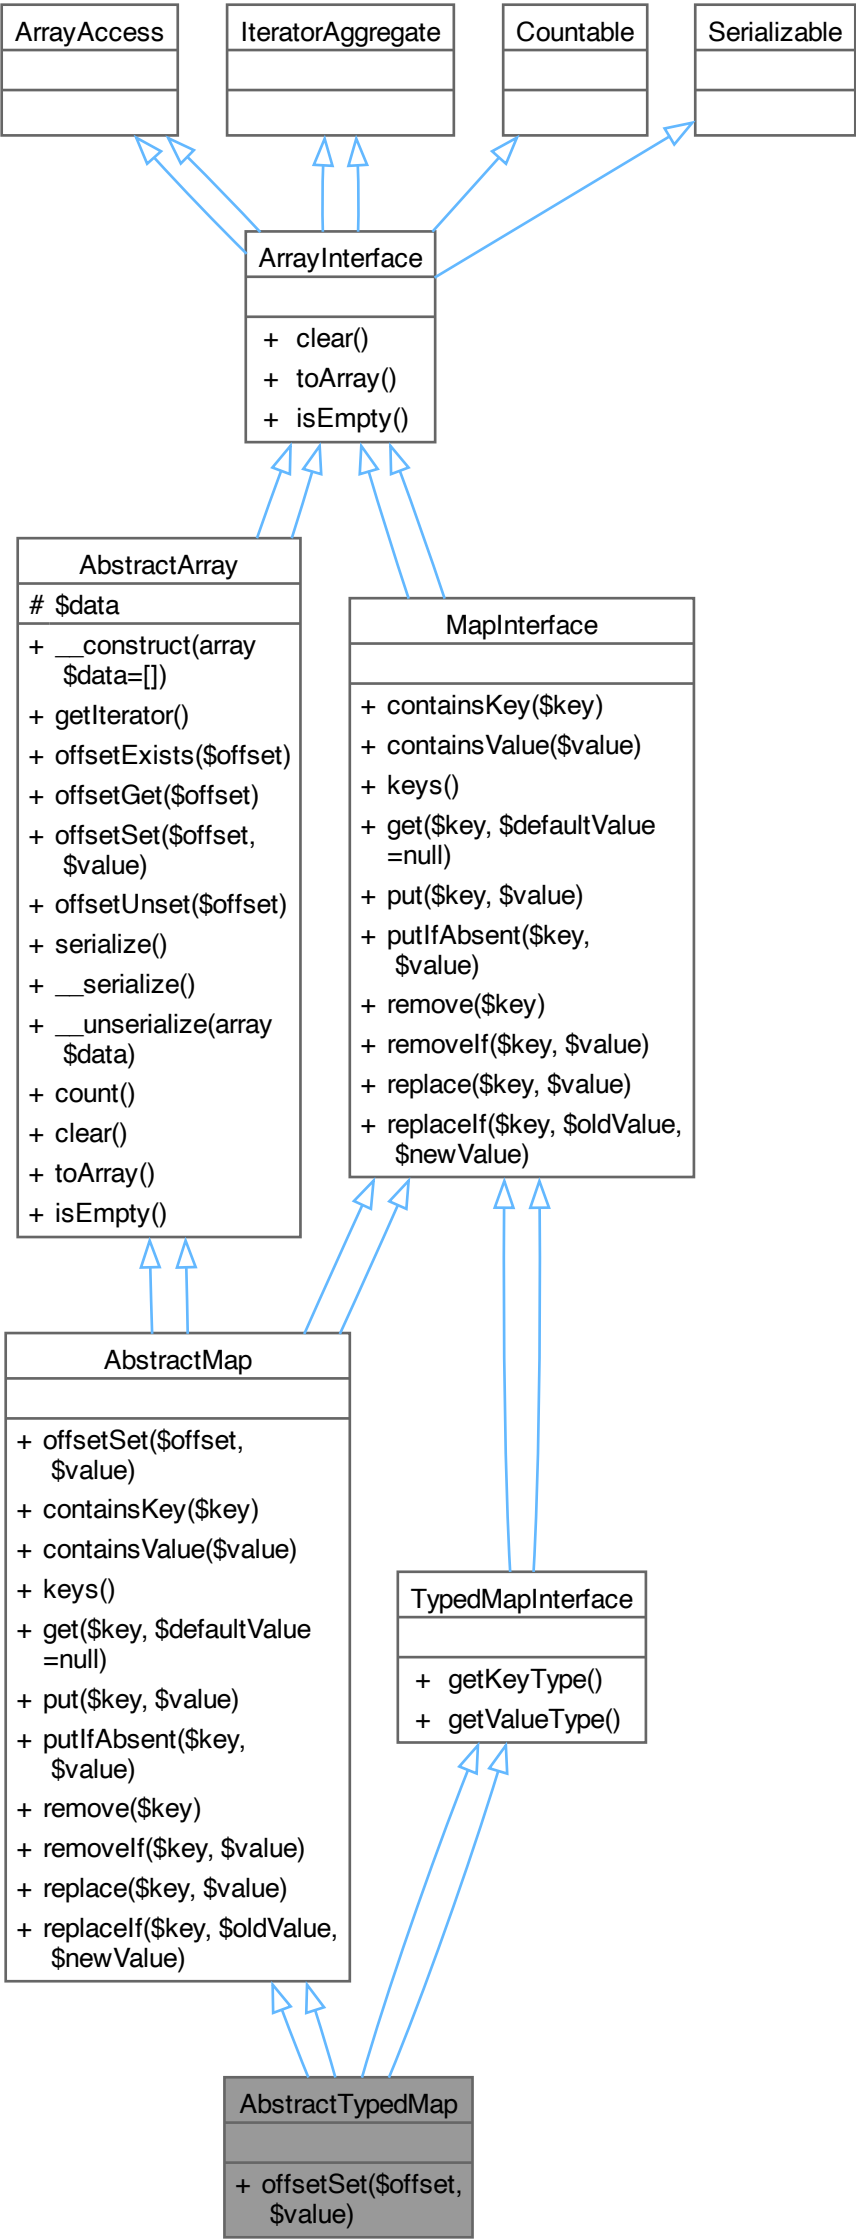 ArrayAccess
IteratorAggregate
Countable
Serializable
ArrayInterface
+ clear()
+ toArray()
+ isEmpty()
AbstractArray
# $data
+ __construct(array
$data=[])
+ getIterator()
+ offsetExists($offset)
+ offsetGet($offset)
+ offsetSet($offset,
$value)
+ offsetUnset($offset)
+ serialize()
+ __serialize()
+ __unserialize(array
$data)
+ count()
+ clear()
+ toArray()
+ isEmpty()
MapInterface
+ containsKey($key)
+ containsValue($value)
+ keys()
+ get($key, $defaultValue
=null)
+ put($key, $value)
+ putIfAbsent($key,
$value)
+ remove($key)
+ removeIf($key, $value)
+ replace($key, $value)
+ replaceIf($key, $oldValue,
$newValue)
AbstractMap
+ offsetSet($offset,
$value)
+ containsKey($key)
+ containsValue($value)
+ keys()
+ get($key, $defaultValue
=null)
+ put($key, $value)
+ putIfAbsent($key,
$value)
+ remove($key)
+ removeIf($key, $value)
+ replace($key, $value)
+ replaceIf($key, $oldValue,
$newValue)
TypedMapInterface
+ getKeyType()
+ getValueType()
AbstractTypedMap
+ offsetSet($offset,
$value)